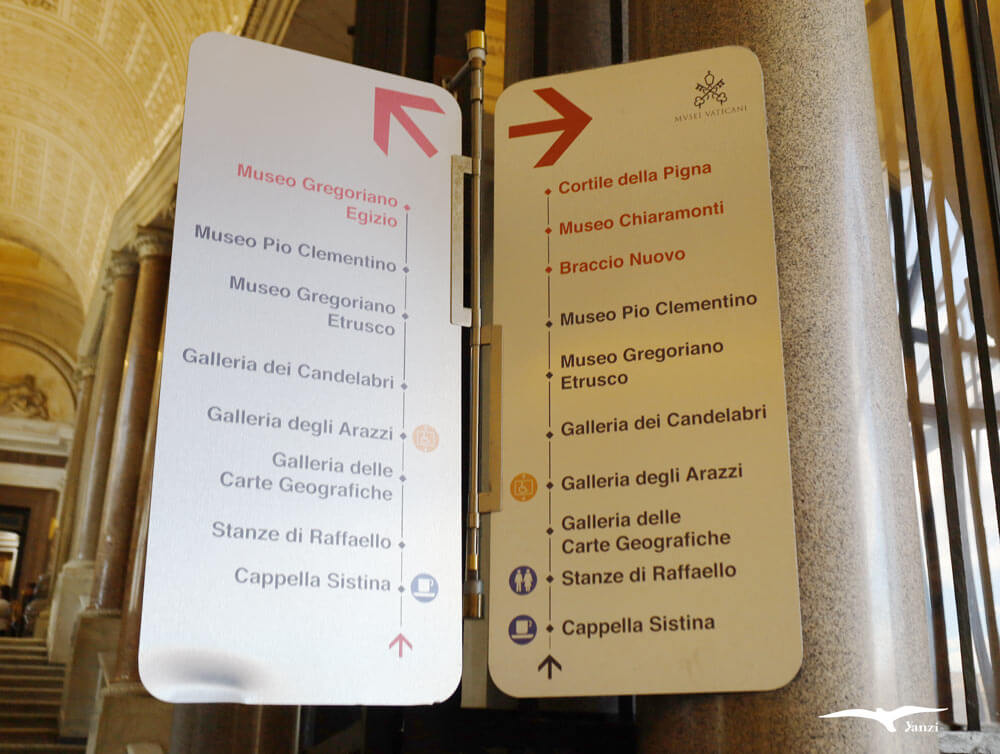 Museo Gregoriano
Egizio
Museo Pio Clementino
Museo Gregoriano
Etrusco
Galleria dei Candelabri
Galleria degli Arazzi
Galleria delle
Carte Geografiche
Stanze di Raffaello
Cappella Sistina
MVSEI VATICANI
Cortile della Pigna
Museo Chiaramonti
Braccio Nuovo
Museo Pio Clementino
Museo Gregoriano
Etrusco
Galleria dei Candelabri
Galleria degli Arazzi
Galleria delle
Carte Geografiche
Stanze di Raffaello
Cappella Sistina
Yanzi